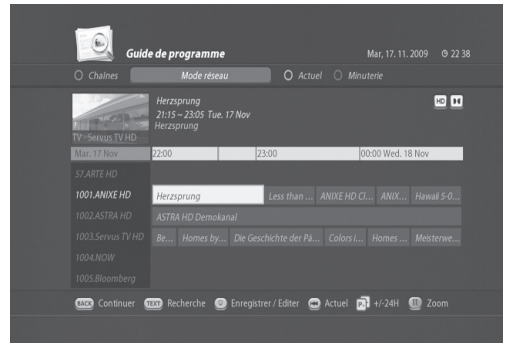 Guide de programme
Mar, 17. 11. 2009 22 38
Chaînes Mode réseau Actuel Minuterie
Herzsprung
21:15 ~ 23:05 Tue. 17 Nov
Herzsprung
HD
TV - Servus TV HD
Mar. 17 Nov 22:00 23:00 00:00 Wed. 18 Nov
57.ARTE HD
1001.ANIXE HD Herzsprung Less than ... ANIXE HD Cl... ANIX... Hawaii 5-0...
1002.ASTRA HD ASTRA HD Demokanal
1003.Servus TV HD Be... Homes by... Die Geschichte der Pä... Colors i... Homes ... Meisterwe...
1004.NOW
1005.Bloomberg
BACK Continuer TEXT Recherche Enregistrer / Editer Actuel P. +/-24H Zoom